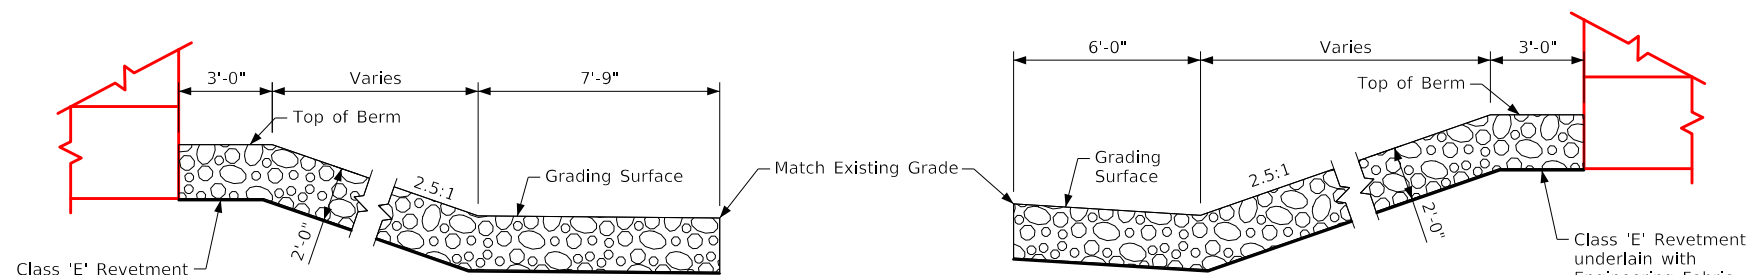 3'-0"
Varies
7'-9"
Top of Berm
2.5:1
Grading Surface
2'-0"
Class 'E' Revetment
Match Existing Grade
6'-0"
Varies
3'-0"
Top of Berm
Grading
Surface
2.5:1
2'-0"
Class 'E' Revetment
underlain with
Engineering Fabric